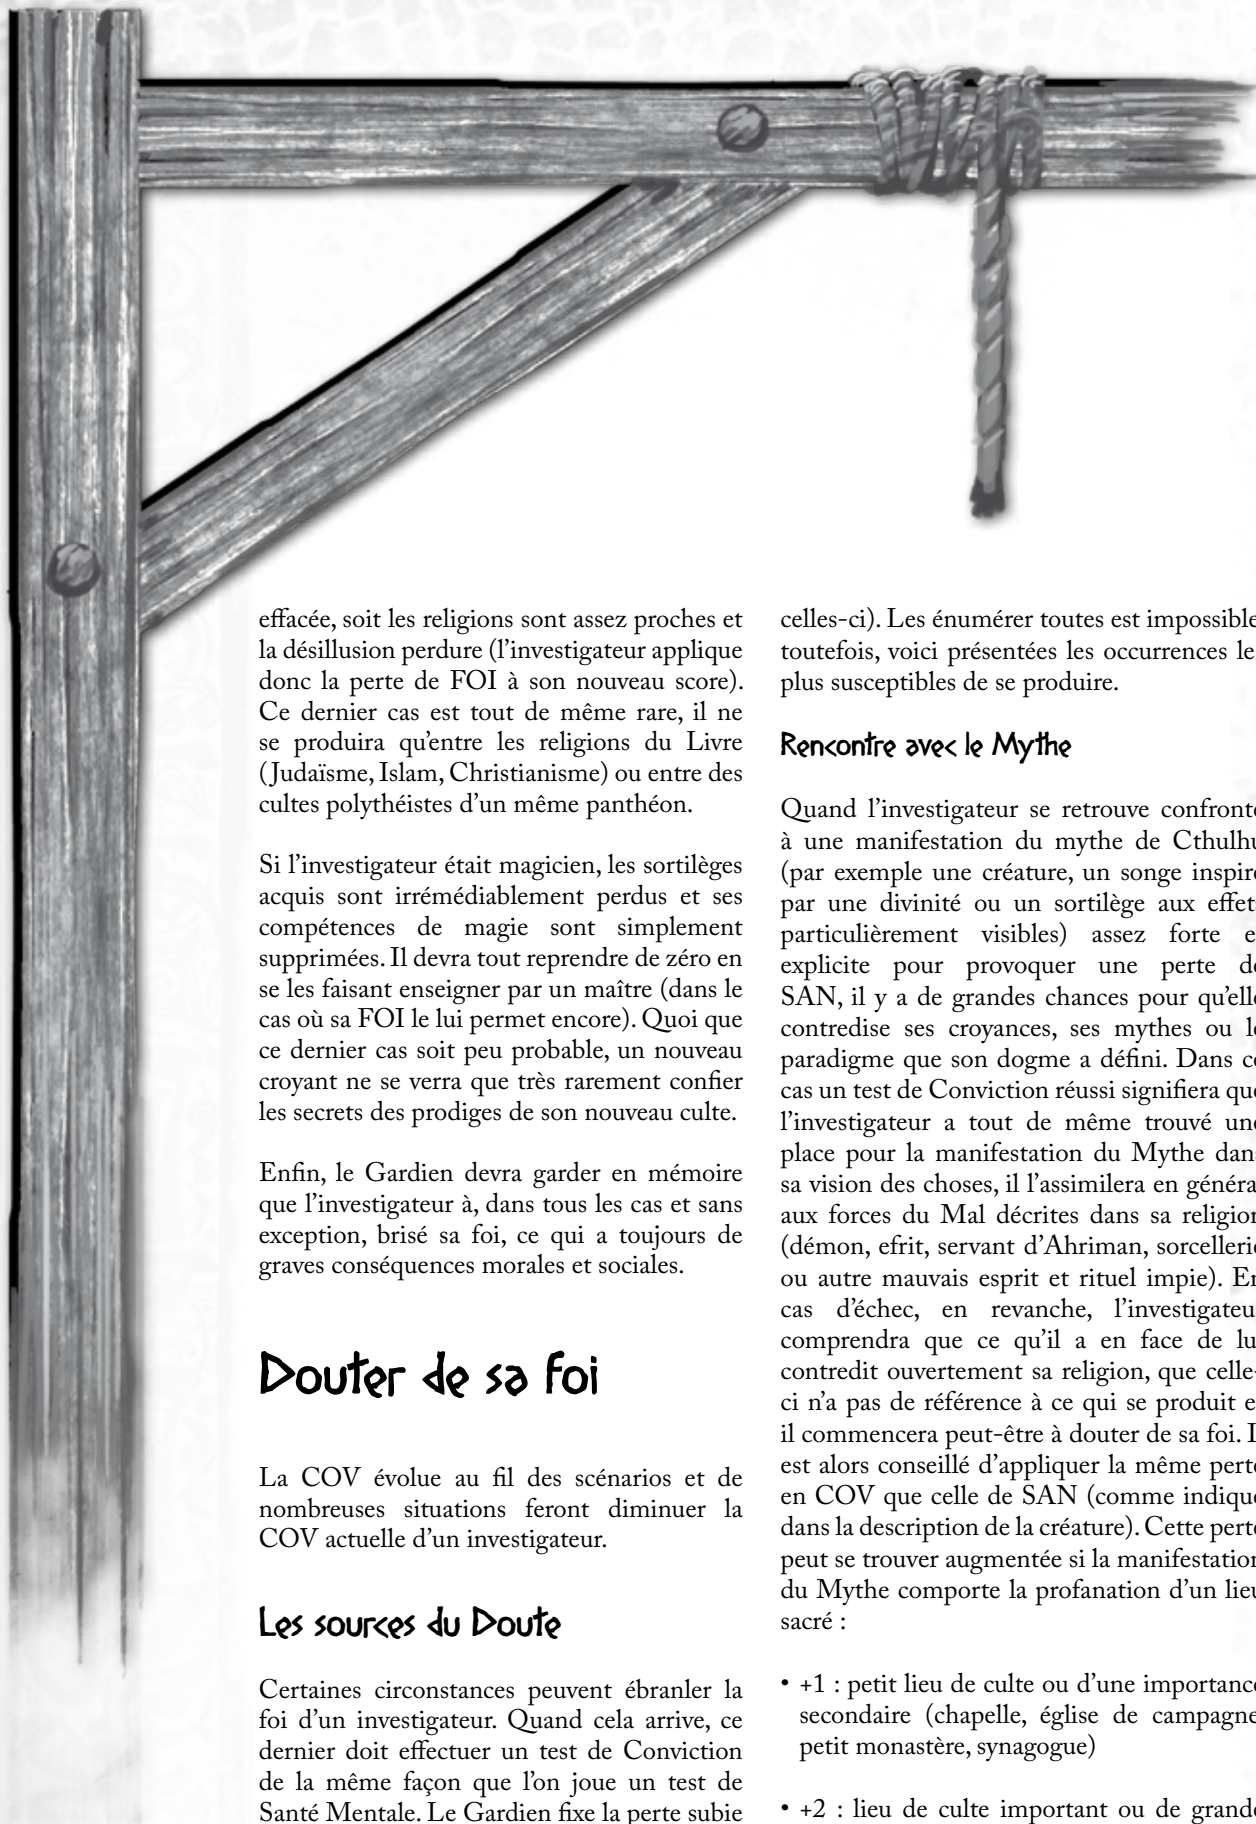 effacée, soit les religions sont assez proches et
la désillusion perdure (l'investigateur applique
donc la perte de FOI à son nouveau score).
Ce dernier cas est tout de même rare, il ne
se produira qu'entre les religions du Livre
(Judaïsme, Islam, Christianisme) ou entre des
cultes polythéistes d'un même panthéon.
Si l'investigateur était magicien, les sortilèges
acquis sont irrémédiablement perdus et ses
compétences de magie sont simplement
supprimées. Il devra tout reprendre de zéro en
se les faisant enseigner par un maître (dans le
cas où sa FOI le lui permet encore). Quoi que
ce dernier cas soit peu probable, un nouveau
croyant ne se verra que très rarement confier
les secrets des prodiges de son nouveau culte.
Enfin, le Gardien devra garder en mémoire
que l'investigateur à, dans tous les cas et sans
exception, brisé sa foi, ce qui a toujours de
graves conséquences morales et sociales.
Douter de sa foi
La COV évolue au fil des scénarios et de
nombreuses situations feront diminuer la
COV actuelle d'un investigateur.
Les sources du Doute
Certaines circonstances peuvent ébranler la
foi d'un investigateur. Quand cela arrive, ce
dernier doit effectuer un test de Conviction
de la même façon que l'on joue un test de
Santé Mentale. Le Gardien fixe la perte subie
celles-ci). Les énumérer toutes est impossible
toutefois, voici présentées les occurrences le
plus susceptibles de se produire.
Rencontre avec le Mythe
Quand l'investigateur se retrouve confronté
à une manifestation du mythe de Cthulhu
(par exemple une créature, un songe inspiré
par une divinité ou un sortilège aux effet
particulièrement visibles) assez forte e
explicite pour provoquer une perte de
SAN, il y a de grandes chances pour qu'elle
contredise ses croyances, ses mythes ou le
paradigme que son dogme a défini. Dans ce
cas un test de Conviction réussi signifiera que
l'investigateur a tout de même trouvé une
place pour la manifestation du Mythe dans
sa vision des choses, il l'assimilera en généra
aux forces du Mal décrites dans sa religion
(démon, efrit, servant d'Ahriman, sorcellerie
ou autre mauvais esprit et rituel impie). En
cas d'échec, en revanche, l'investigateu
comprendra que ce qu'il a en face de lu
contredit ouvertement sa religion, que celle-
ci n'a pas de référence à ce qui se produit e
il commencera peut-être à douter de sa foi. I
est alors conseillé d'appliquer la même perte
en COV que celle de SAN (comme indiqué
dans la description de la créature). Cette perte
peut se trouver augmentée si la manifestation
du Mythe comporte la profanation d'un lieu
sacré :
• +1 : petit lieu de culte ou d'une importance
secondaire (chapelle, église de campagne
petit monastère, synagogue)
• +2 : lieu de culte important ou de grande